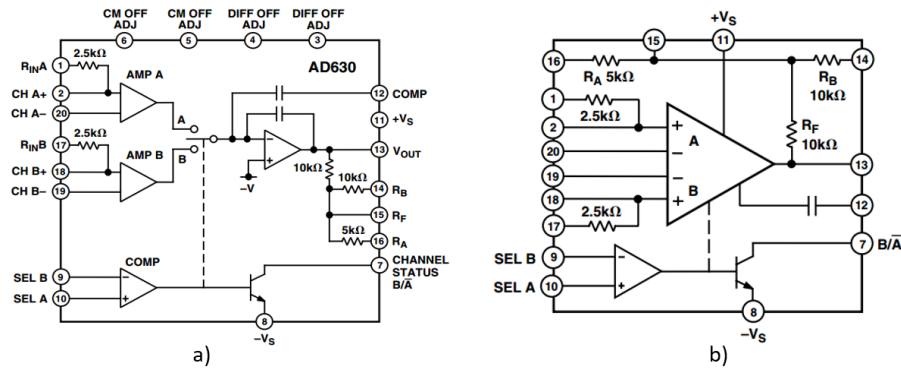 CM OFF ADJ
CM OFF ADJ
DIFF OFF ADJ
DIFF OFF ADJ
6
5
4
3
AD630
RINA
1
2.5kΩ
AMP A
CH A+
2
CH A–
20
A
B
RINB
17
2.5kΩ
AMP B
CH B+
18
CH B–
19
–V
12
COMP
11
+VS
13
VOUT
10kΩ
10kΩ
14
RB
15
RF
5kΩ
16
RA
SEL B
9
SEL A
10
COMP
–
+
7
CHANNEL
STATUS
B/A̅
8
–VS
a)
+VS
15
11
16
RA 5kΩ
14
RB
10kΩ
RF
10kΩ
1
2.5kΩ
2
20
19
18
17
2.5kΩ
+
A
–
–
B
+
13
12
SEL B
9
SEL A
10
–
+
7
B/A̅
8
–VS
b)